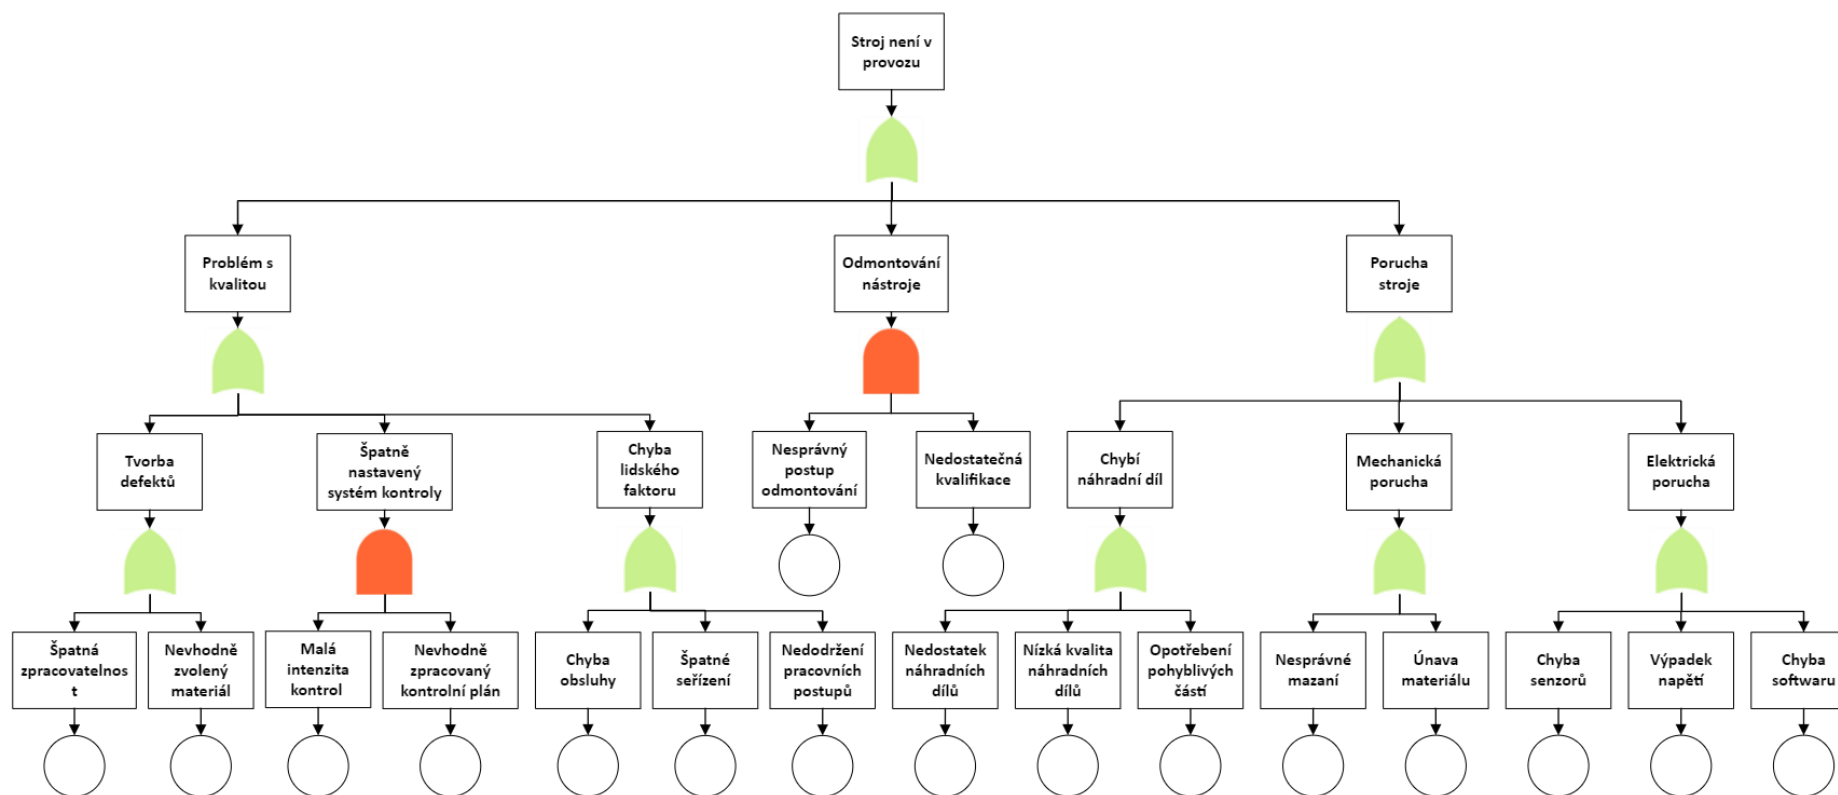 Stroj není v
provozu
Problém s
kvalitou
Odmontování
nástroje
Porucha
stroje
Tvorba
defektů
Špatně
nastavený
systém kontroly
Chyba
lidského
faktoru
Nesprávný
postup
odmontování
Nedostatečná
kvalifikace
Chybí
náhradní díl
Mechanická
porucha
Elektrická
porucha
Špatná
zpracovatelnos
t
Nevhodně
zvolený
materiál
Malá
intenzita
kontrol
Nevhodně
zpracovaný
kontrolní plán
Chyba
obsluhy
Špatné
seřízení
Nedodržení
pracovních
postupů
Nedostatek
náhradních
dílů
Nízká kvalita
náhradních
dílů
Opotřebení
pohyblivých
částí
Nesprávné
mazaní
Únava
materiálu
Chyba
senzorů
Výpadek
napětí
Chyba
softwaru